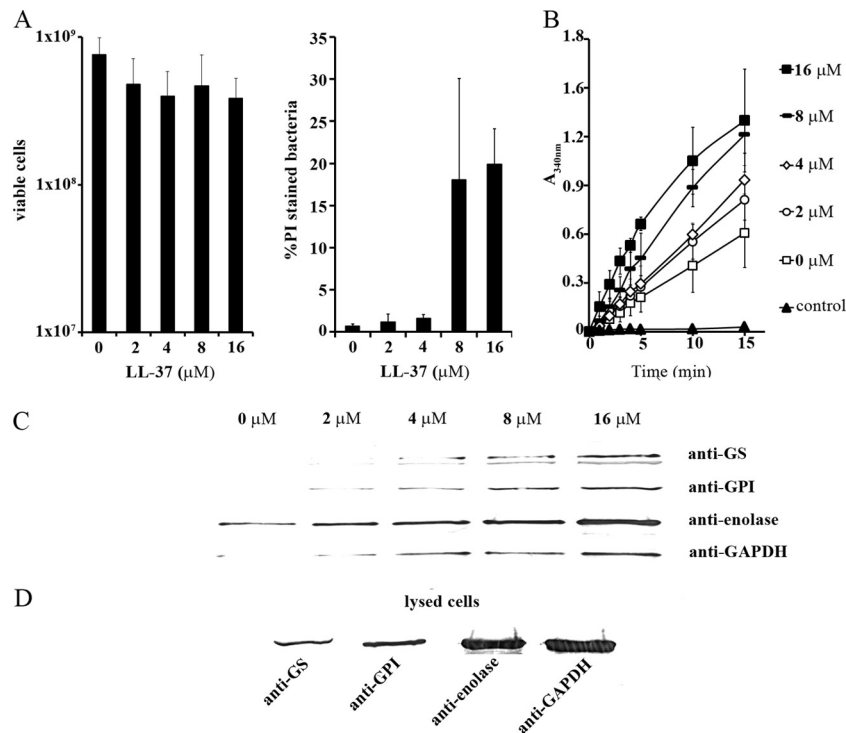 A
1x10⁹
1x10⁸
1x10⁷
viable cells
0 2 4 8 16
LL-37 (µM)
40
35
30
25
20
15
10
5
0
%PI stained bacteria
0 2 4 8 16
LL-37 (µM)
B
1.8
1.6
1.2
0.9
0.6
0.3
0
A340nm
0 5 10 15
Time (min)
16 µM
8 µM
4 µM
2 µM
0 µM
control
C
0 µM 2 µM 4 µM 8 µM 16 µM
anti-GS
anti-GPI
anti-enolase
anti-GAPDH
D
lysed cells
anti-GS
anti-GPI
anti-enolase
anti-GAPDH